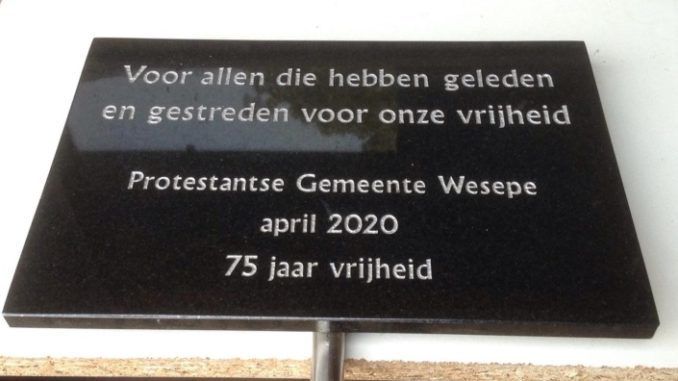 Voor allen die hebben geleden
en gestreden voor onze vrijheid
Protestantse Gemeente Wesepe
april 2020
75 jaar vrijheid